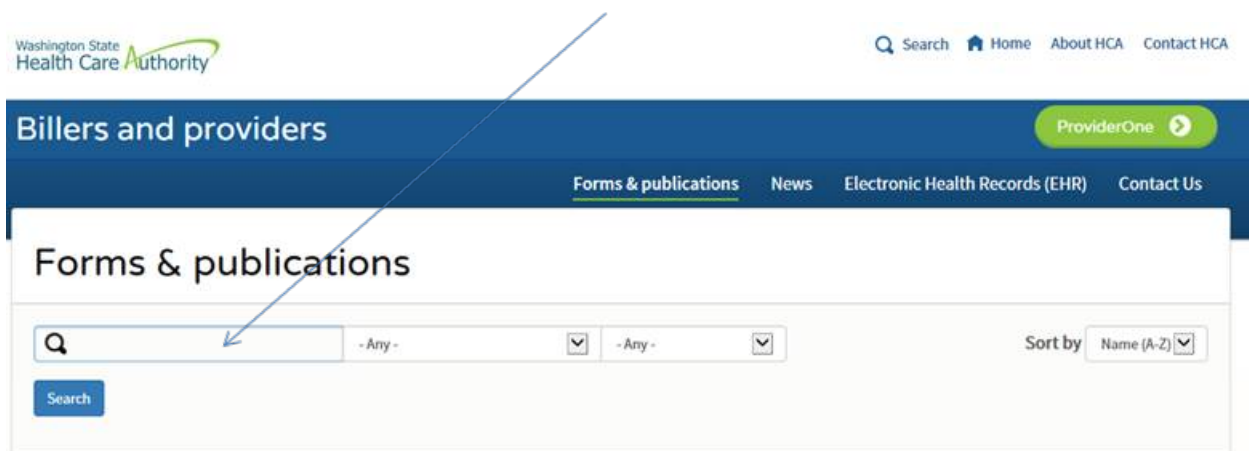 Washington State
Health Care Authority
Search Home About HCA Contact HCA
Billers and providers
ProviderOne
Forms & publications News Electronic Health Records (EHR) Contact Us
Forms & publications
- Any - - Any - Sort by Name (A-Z)
Search